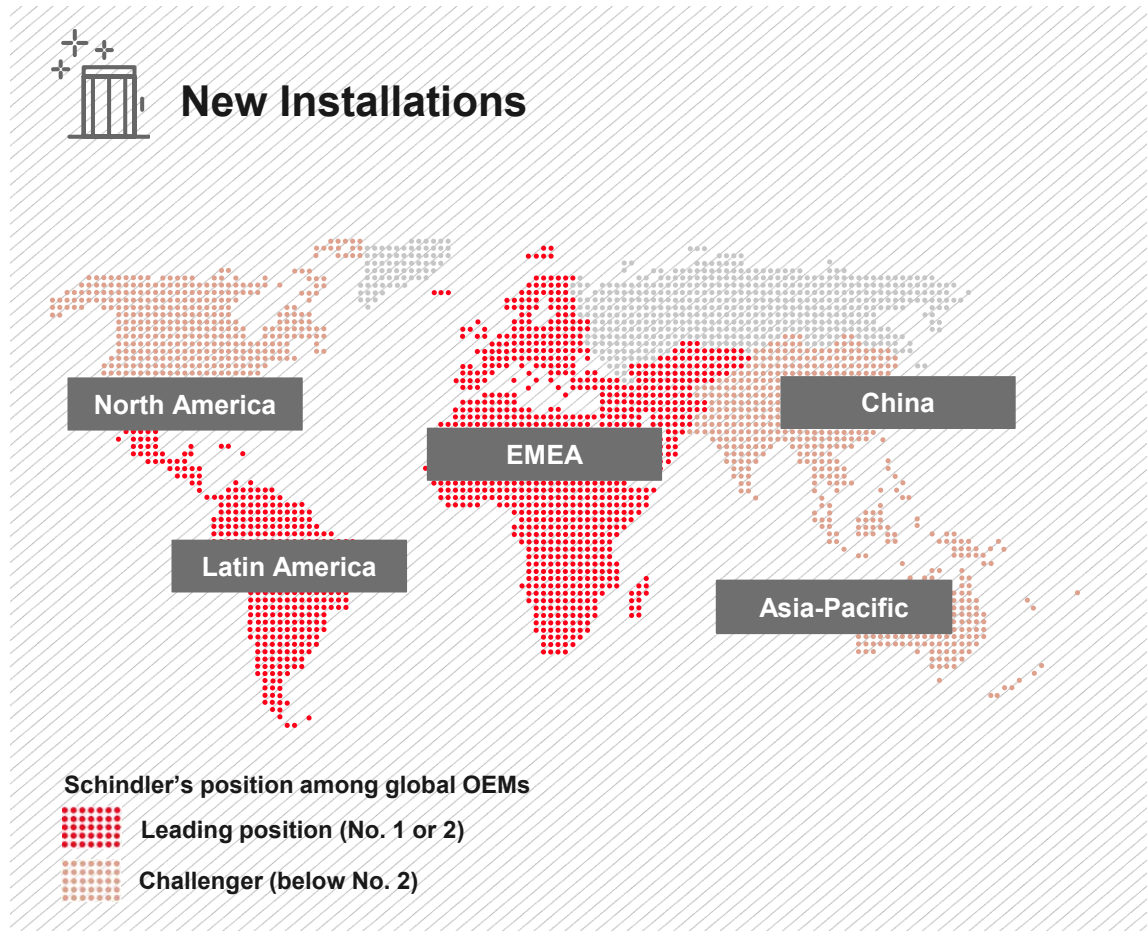 New Installations
North America
China
EMEA
Latin America
Asia-Pacific
Schindler’s position among global OEMs
Leading position (No. 1 or 2)
Challenger (below No. 2)